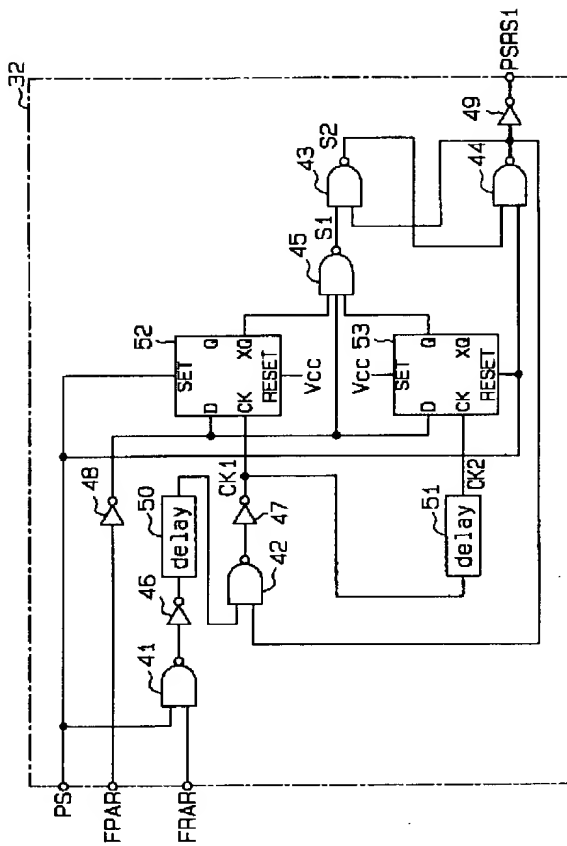 32
PS
FPAR
FRAR
48
41
46
50
delay
42
47
CK1
52
SET
D
Q
CK
XQ
RESET
Vcc
Vcc
53
SET
D
Q
CK
XQ
RESET
CK2
51
delay
45
S1
43
S2
44
49
PSRS1